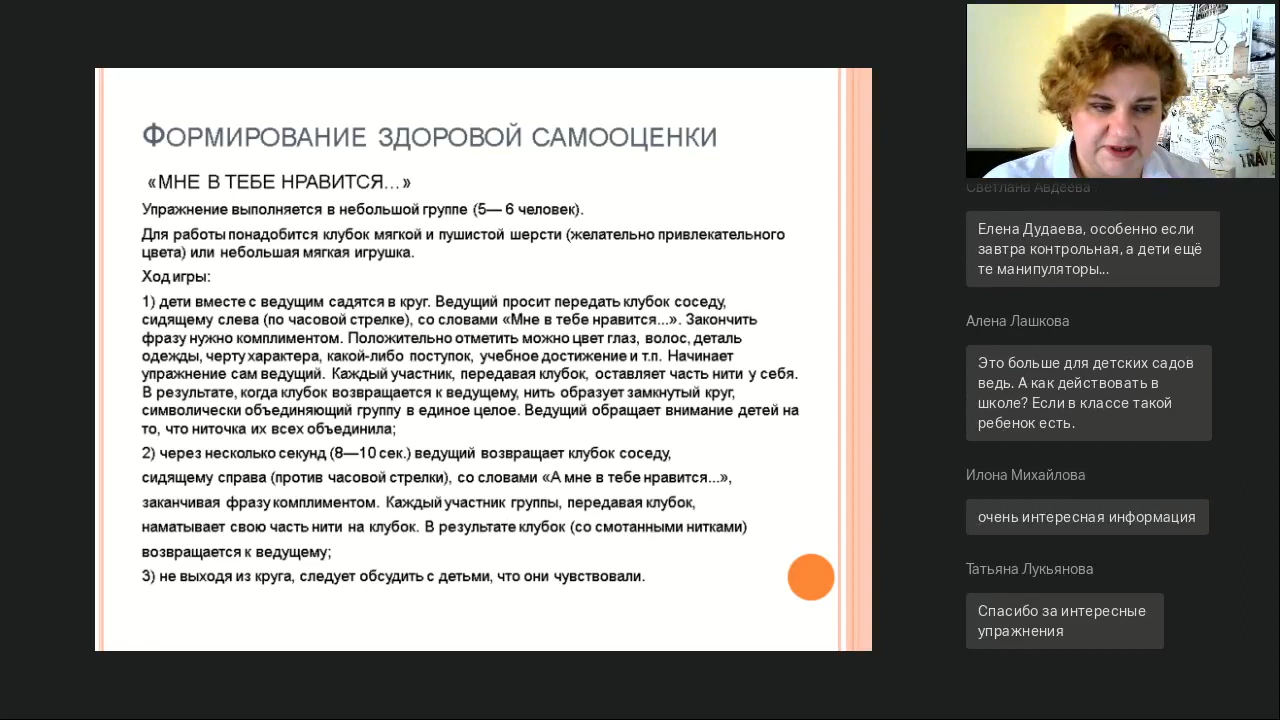 ФОРМИРОВАНИЕ ЗДОРОВОЙ САМООЦЕНКИ
«МНЕ В ТЕБЕ НРАВИТСЯ...»
Упражнение выполняется в небольшой группе (5— 6 человек).
Для работы понадобится клубок мягкой и пушистой шерсти (желательно привлекательного
цвета) или небольшая мягкая игрушка.
Ход игры:
1) дети вместе с ведущим садятся в круг. Ведущий просит передать клубок соседу,
сидящему слева (по часовой стрелке), со словами «Мне в тебе нравится...». Закончить
фразу нужно комплиментом. Положительно отметить можно цвет глаз, волос, деталь
одежды, черту характера, какой-либо поступок, учебное достижение и т.п. Начинает
упражнение сам ведущий. Каждый участник, передавая клубок, оставляет часть нити у себя.
В результате, когда клубок возвращается к ведущему, нить образует замкнутый круг,
символически объединяющий группу в единое целое. Ведущий обращает внимание детей на
то, что ниточка их всех объединила;
2) через несколько секунд (8—10 сек.) ведущий возвращает клубок соседу,
сидящему справа (против часовой стрелки), со словами «А мне в тебе нравится...»,
заканчивая фразу комплиментом. Каждый участник группы, передавая клубок,
наматывает свою часть нити на клубок. В результате клубок (со смотанными нитками)
возвращается к ведущему;
3) не выходя из круга, следует обсудить с детьми, что они чувствовали.
TRAV
Светлана Авдеева
Елена Дудаева, особенно если
завтра контрольная, а дети ещё
те манипуляторы...
Алена Лашкова
Это больше для детских садов
ведь. А как действовать в
школе? Если в классе такой
ребенок есть.
Илона Михайлова
очень интересная информация
Татьяна Лукьянова
Спасибо за интересные
упражнения